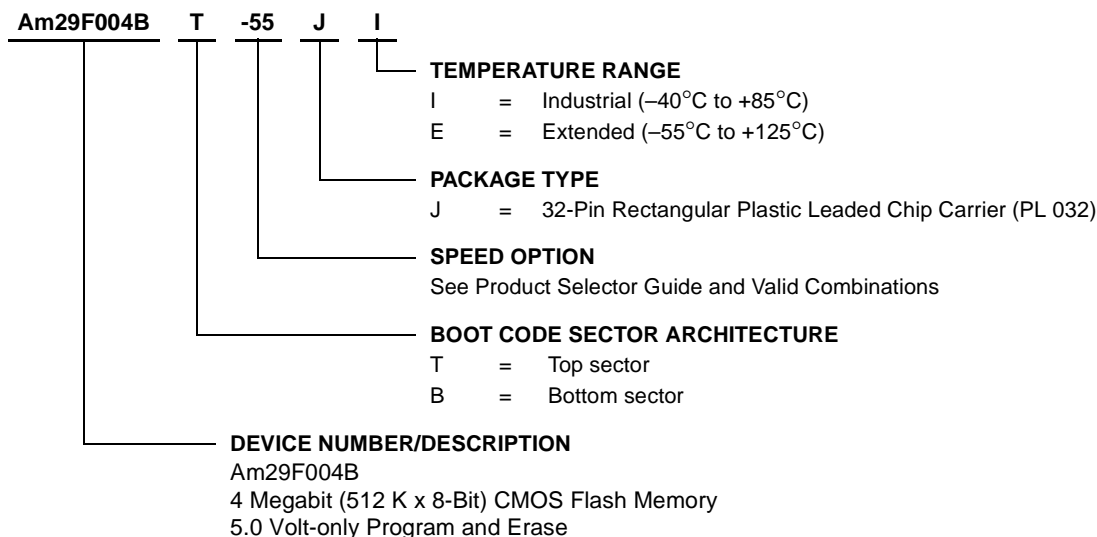 Am29F004B T -55 J I
TEMPERATURE RANGE
I = Industrial (–40°C to +85°C)
E = Extended (–55°C to +125°C)
PACKAGE TYPE
J = 32-Pin Rectangular Plastic Leaded Chip Carrier (PL 032)
SPEED OPTION
See Product Selector Guide and Valid Combinations
BOOT CODE SECTOR ARCHITECTURE
T = Top sector
B = Bottom sector
DEVICE NUMBER/DESCRIPTION
Am29F004B
4 Megabit (512 K x 8-Bit) CMOS Flash Memory
5.0 Volt-only Program and Erase